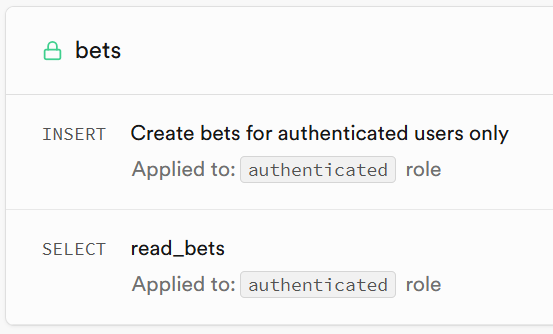 bets
INSERT Create bets for authenticated users only
Applied to: authenticated role
SELECT read_bets
Applied to: authenticated role